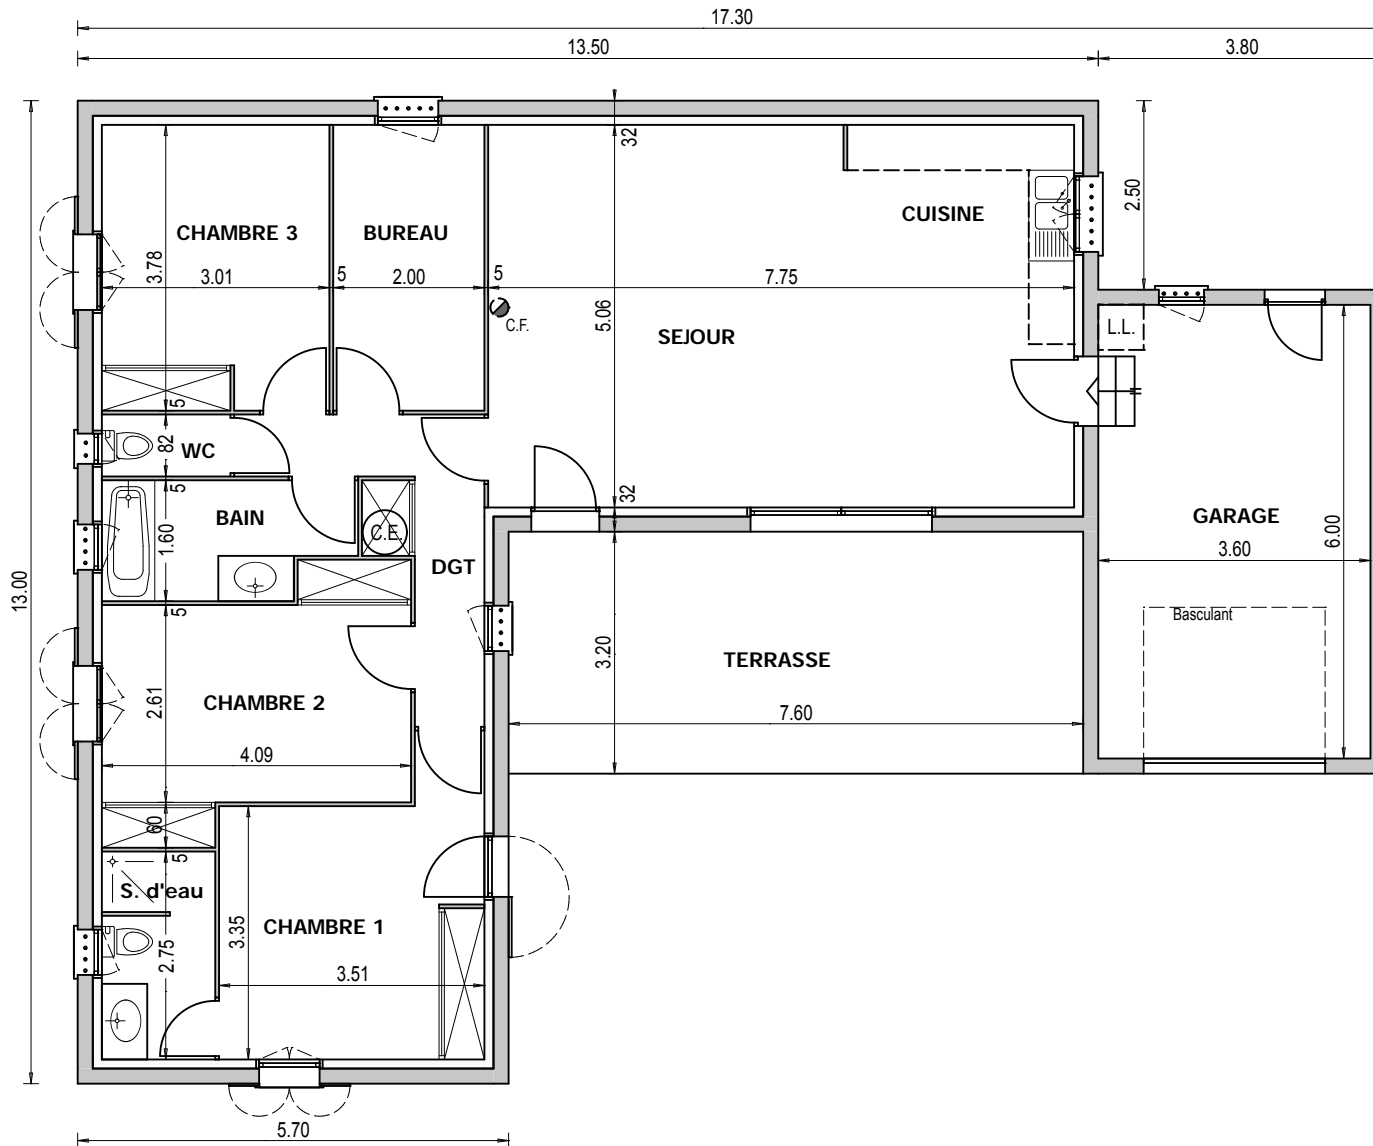 17.30
13.50
3.80
32
2.50
CHAMBRE 3
BUREAU
CUISINE
3.78
3.01
5
2.00
5
7.75
C.F.
5.06
SEJOUR
L.L.
5
82
WC
5
32
BAIN
1.60
C.E.
GARAGE
6.00
3.60
DGT
13.00
5
Basculant
3.20
TERRASSE
2.61
CHAMBRE 2
7.60
4.09
60
5
S. d'eau
3.35
CHAMBRE 1
2.75
3.51
5.70